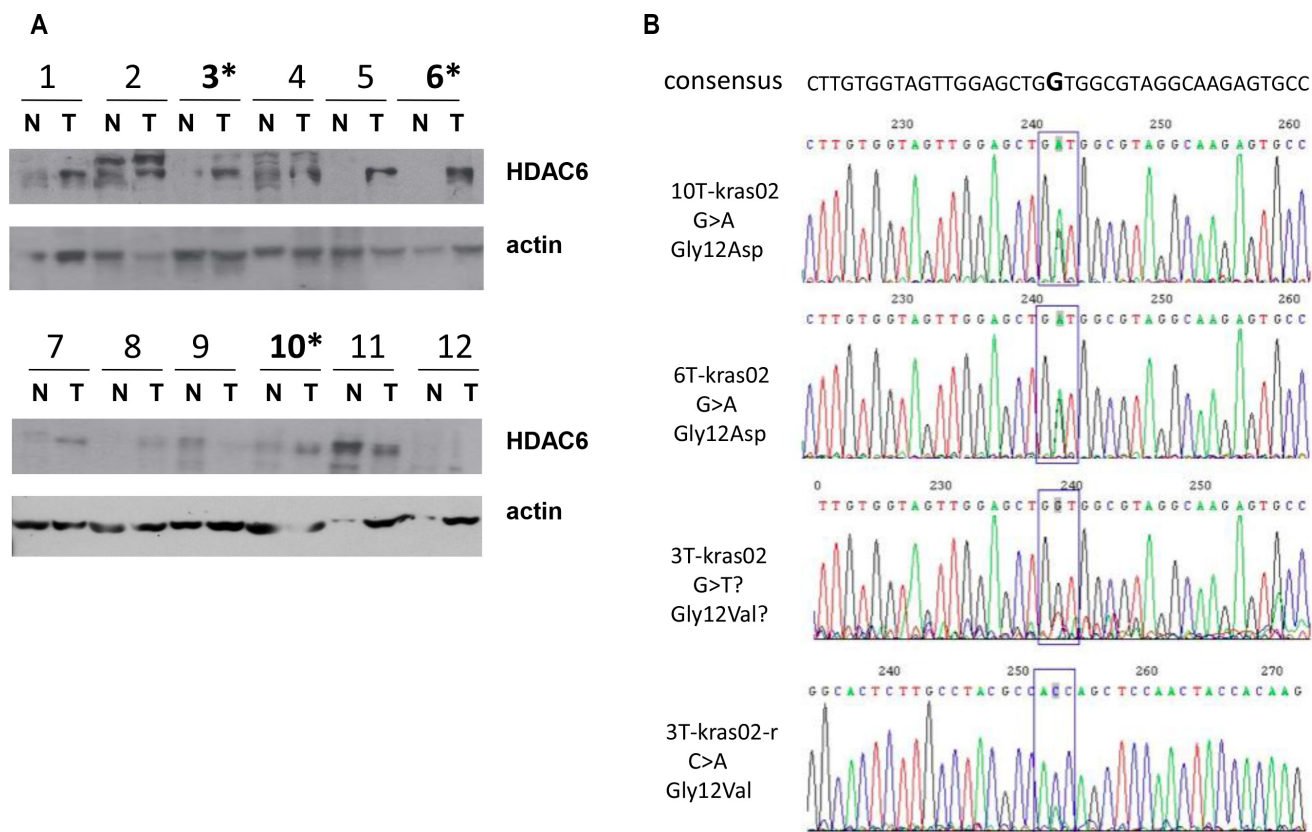 A
1 2 3* 4 5 6*
N T N T N T N T N T N T
HDAC6
actin
7 8 9 10* 11 12
N T N T N T N T N T N T
HDAC6
actin
B
consensus CTTGTGGTAGTTGGAGCTGGTGGCGTAGGCAAGAGTGCC
230 240 250 260
CTTGTGGTAGTTGGAGCTGATGGCGTAGGCAAGAGTGCC
10T-kras02
G>A
Gly12Asp
230 240 250 260
CTTGTGGTAGTTGGAGCTGATGGCGTAGGCAAGAGTGCC
6T-kras02
G>A
Gly12Asp
0 230 240 250
TTGTGGTAGTTGGAGCTGGTGGCGTAGGCAAGAGTGCC
3T-kras02
G>T?
Gly12Val?
240 250 260 270
GGCACTCTTGCCTACGCCACCAGCTCCAACTACCACAAG
3T-kras02-r
C>A
Gly12Val